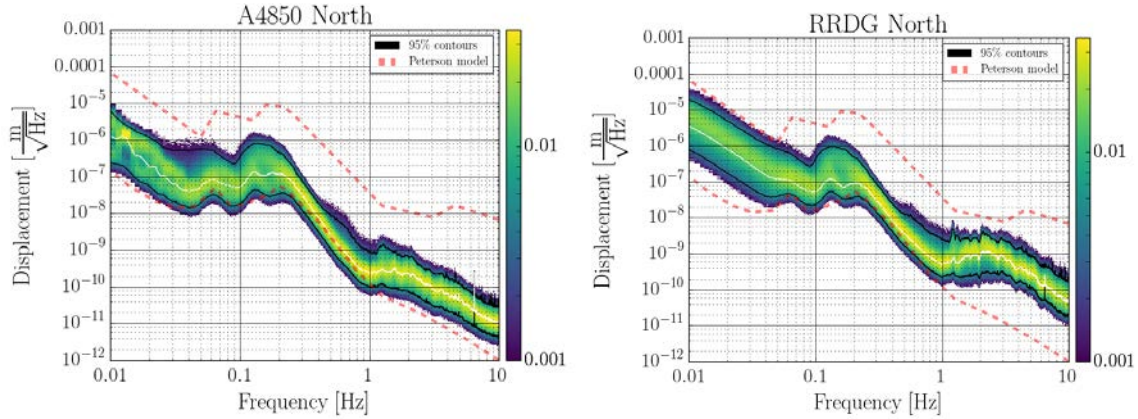 A4850 North
0.001
0.0001
10⁻⁵
10⁻⁶
10⁻⁷
10⁻⁸
10⁻⁹
10⁻¹⁰
10⁻¹¹
10⁻¹²
Displacement [m/√Hz]
95% contours
Peterson model
0.01
0.001
0.01 0.1 1 10
Frequency [Hz]
RRDG North
0.001
0.0001
10⁻⁵
10⁻⁶
10⁻⁷
10⁻⁸
10⁻⁹
10⁻¹⁰
10⁻¹¹
10⁻¹²
Displacement [m/√Hz]
95% contours
Peterson model
0.01
0.001
0.01 0.1 1 10
Frequency [Hz]